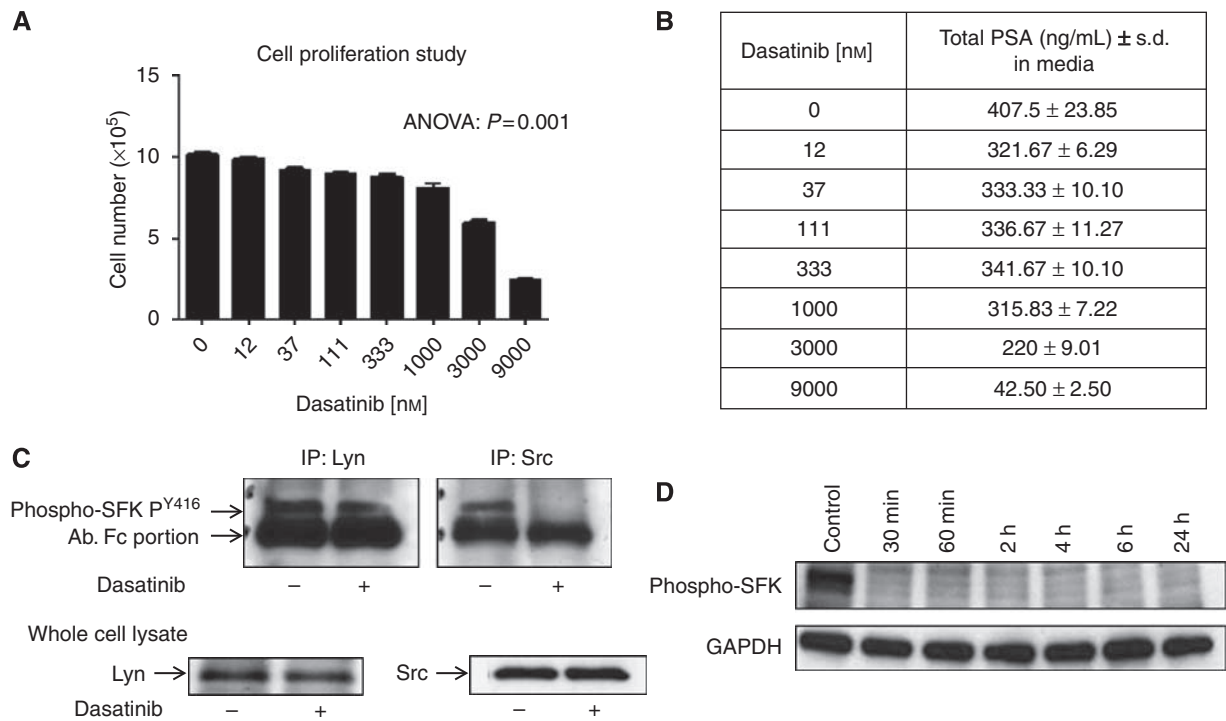 A
Cell proliferation study
ANOVA: P=0.001
Cell number (×10⁵)
15
10
5
0
0 12 37 111 333 1000 3000 9000
Dasatinib [nM]
B
Dasatinib [nM] Total PSA (ng/mL) ± s.d.
in media
0 407.5 ± 23.85
12 321.67 ± 6.29
37 333.33 ± 10.10
111 336.67 ± 11.27
333 341.67 ± 10.10
1000 315.83 ± 7.22
3000 220 ± 9.01
9000 42.50 ± 2.50
C
IP: Lyn IP: Src
Phospho-SFK Pʸ⁴¹⁶
Ab. Fc portion
Dasatinib – + – +
Whole cell lysate
Lyn
Src
Dasatinib – + – +
D
Control 30 min 60 min 2 h 4 h 6 h 24 h
Phospho-SFK
GAPDH